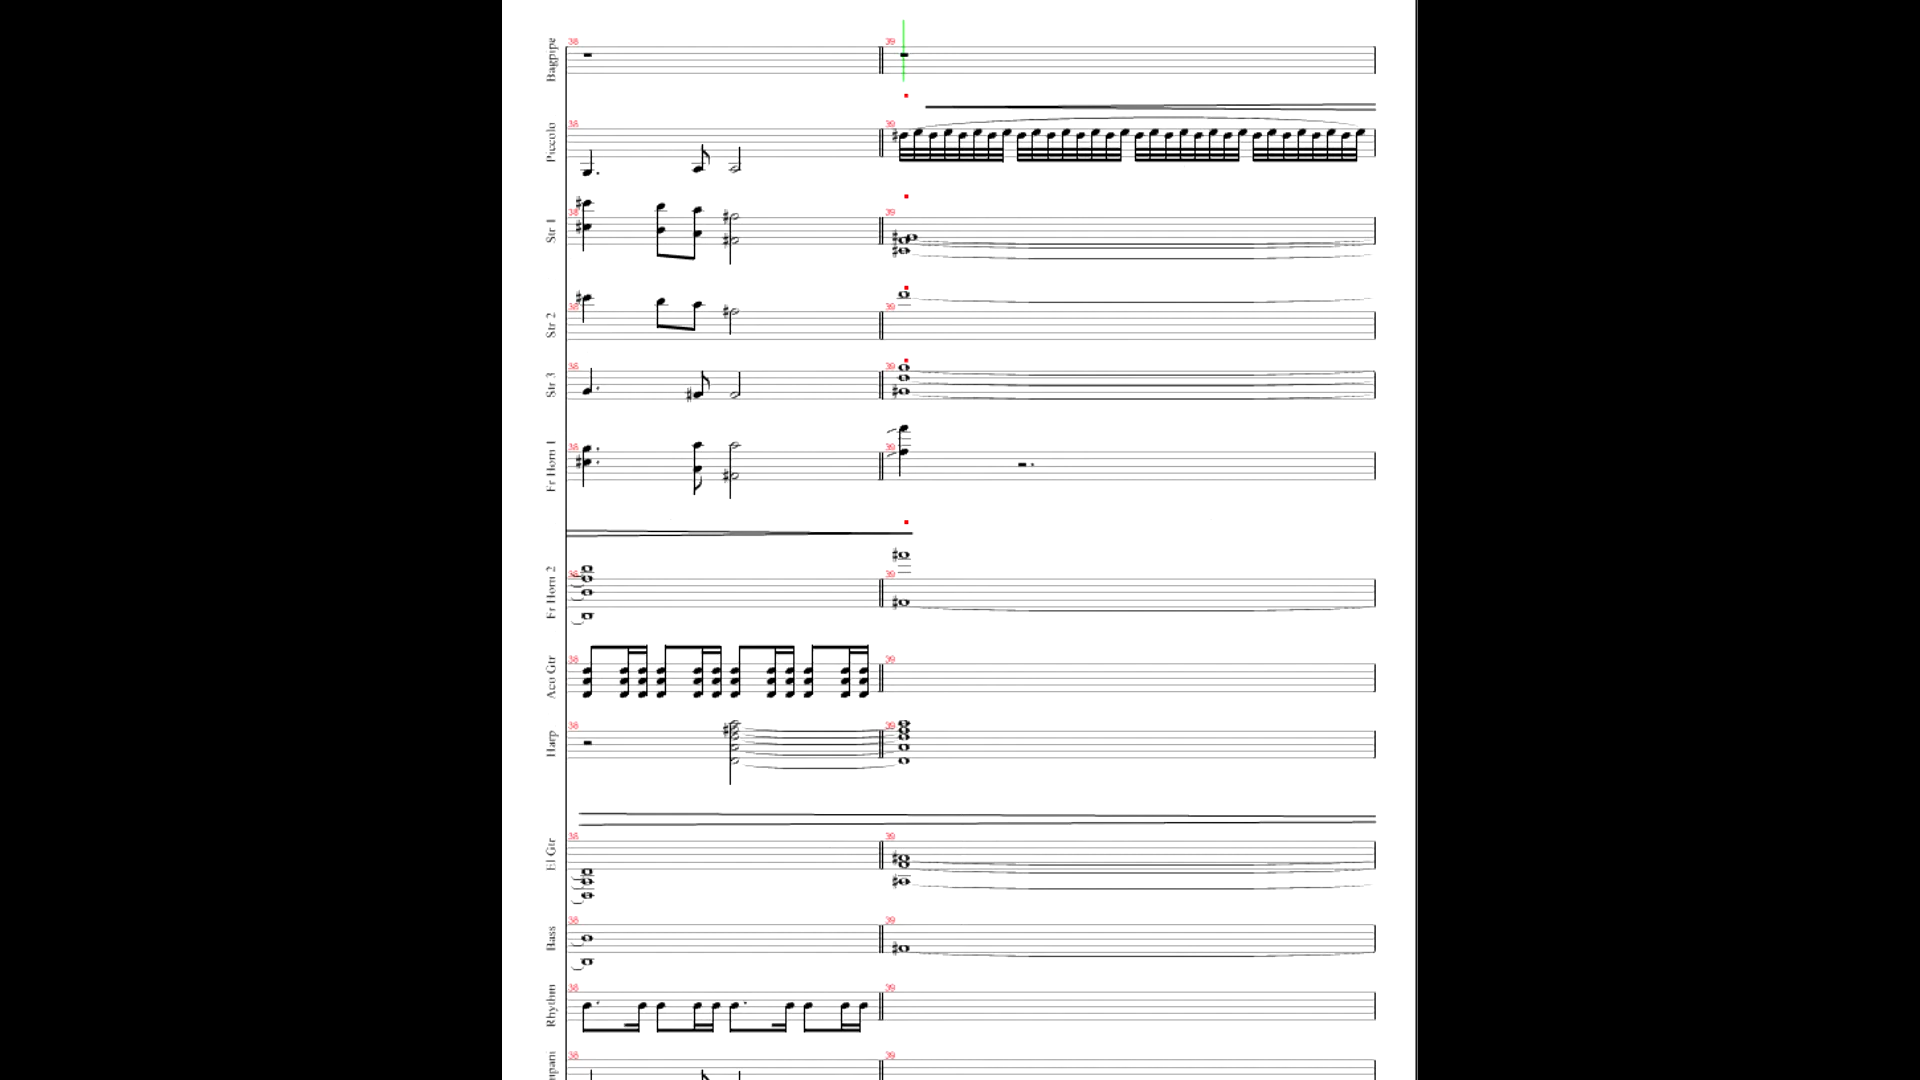 38 39
Bagpipe
38 39
Piccolo
38 39
Str 1
38 39
Str 2
38 39
Str 3
38 39
Fr Horn 1
38 39
Fr Horn 2
38 39
Aco Gtr
38 39
Harp
38 39
El Gtr
38 39
Bass
38 39
Rhythm
38 39